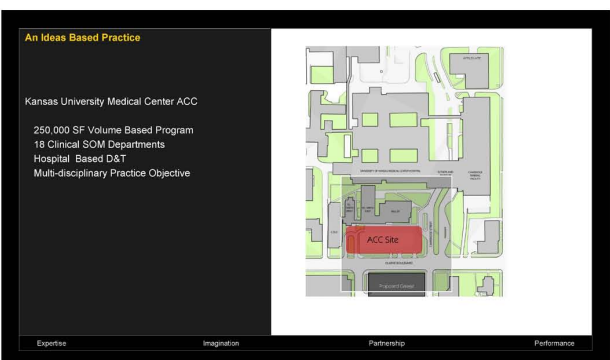 An Ideas Based Practice
Kansas University Medical Center ACC
250,000 SF Volume Based Program
18 Clinical SOM Departments
Hospital Based D&T
Multi-disciplinary Practice Objective
ACC Site
Proposed Garage
Expertise
Imagination
Partnership
Performance